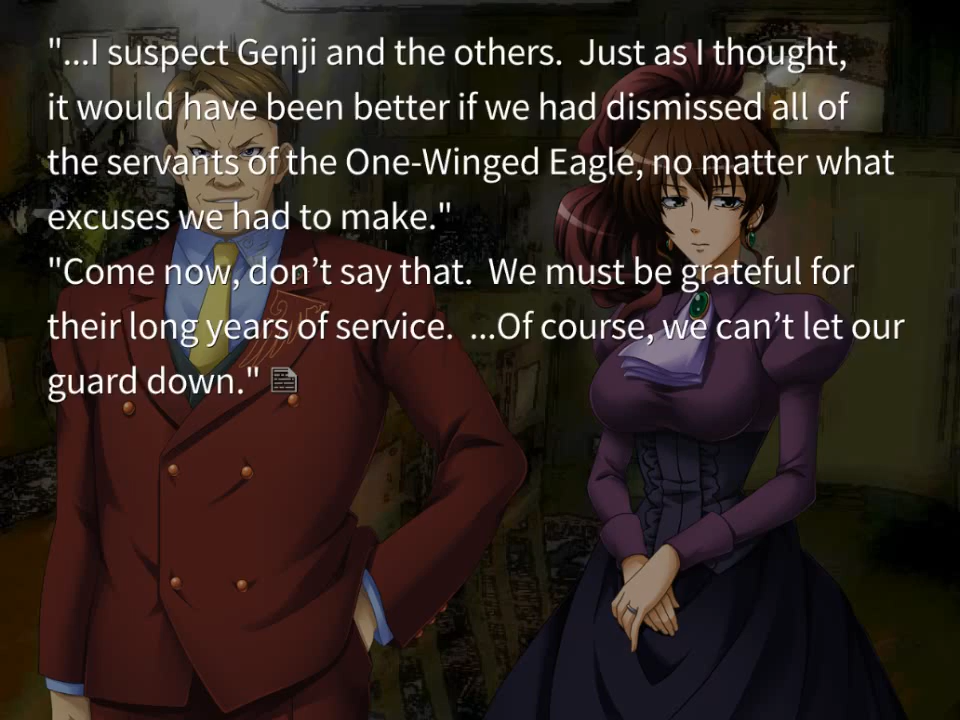 "...I suspect Genji and the others.  Just as I thought,
it would have been better if we had dismissed all of
the servants of the One-Winged Eagle, no matter what
excuses we had to make."
"Come now, don’t say that.  We must be grateful for
their long years of service.  ...Of course, we can’t let our
guard down."